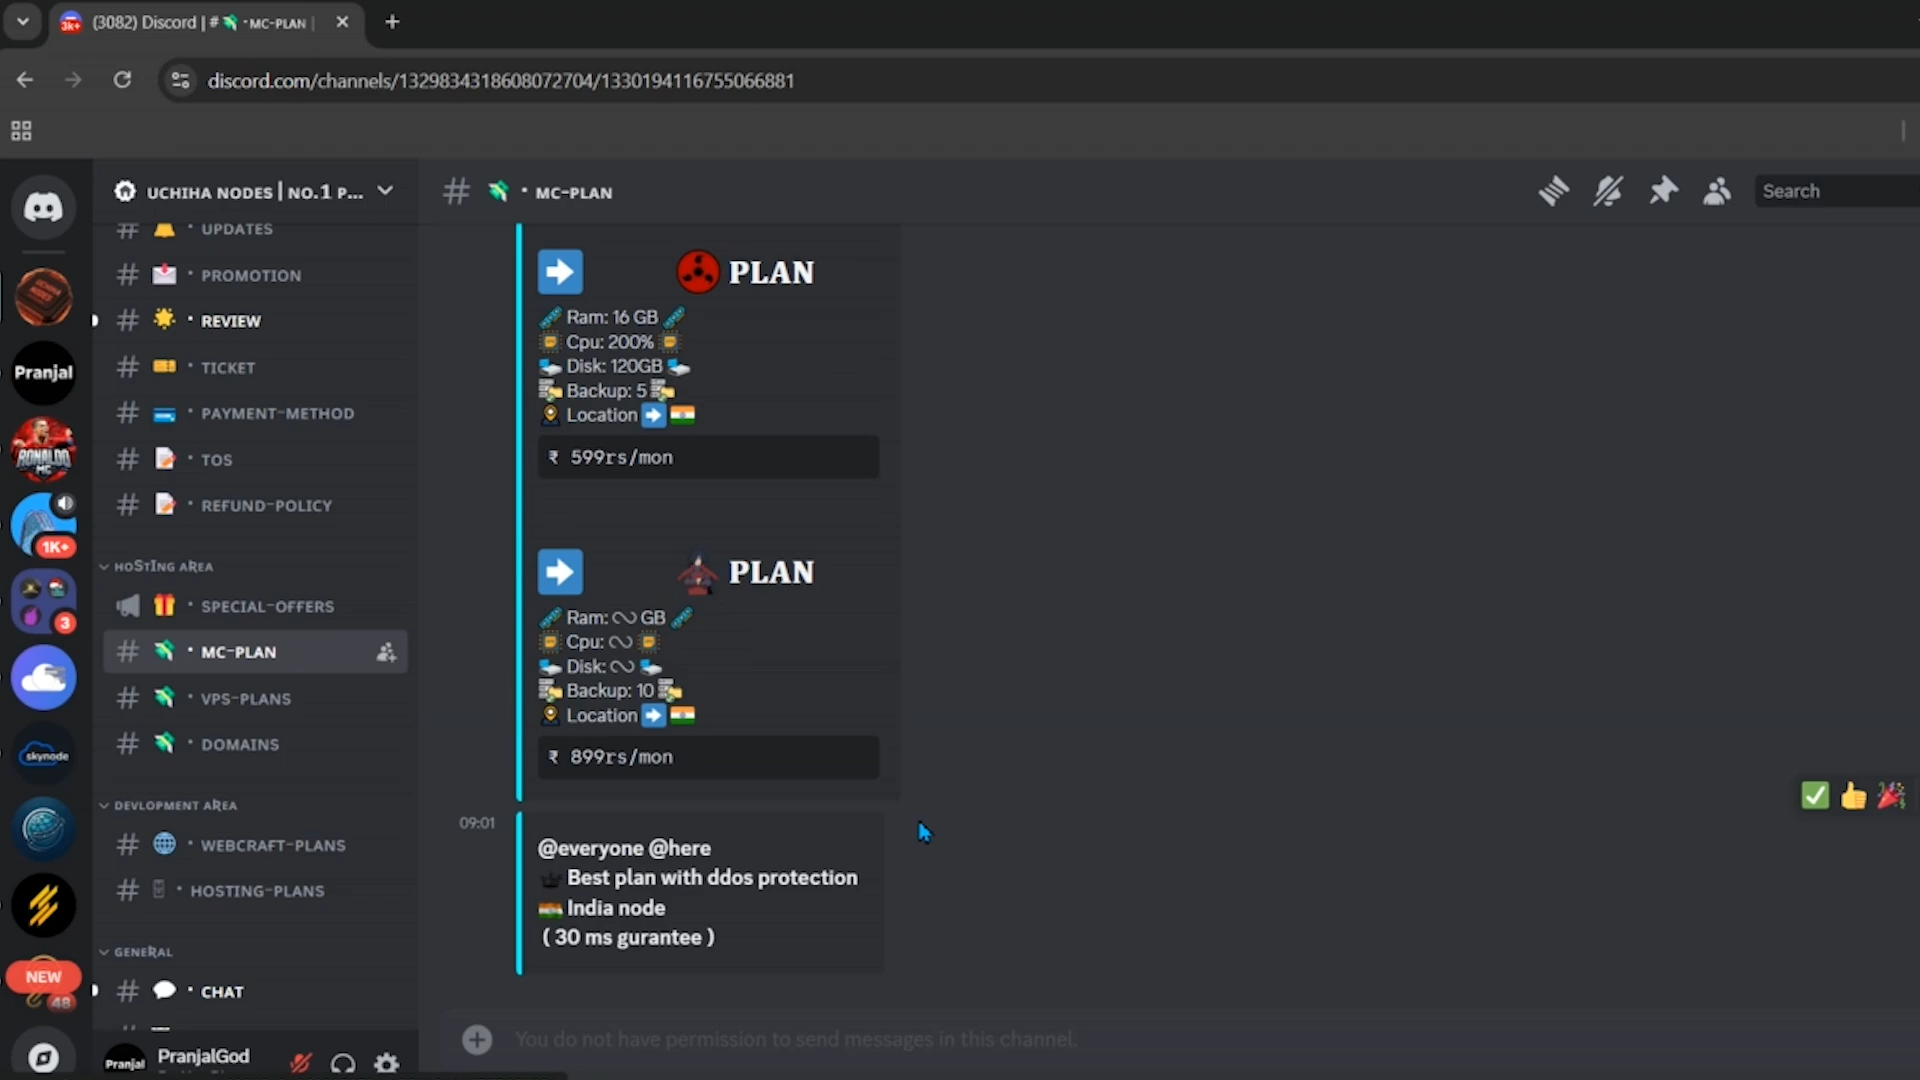 (3082) Discord | # • MC-PLAN |
discord.com/channels/1329834318608072704/1330194116755066881
UCHIHA NODES | NO.1 P...
# • MC-PLAN
Search
# • UPDATES
# • PROMOTION
# • REVIEW
# • TICKET
# • PAYMENT-METHOD
# • TOS
# • REFUND-POLICY
HOSTING AREA
• SPECIAL-OFFERS
# • MC-PLAN
# • VPS-PLANS
# • DOMAINS
DEVLOPMENT AREA
# • WEBCRAFT-PLANS
# • HOSTING-PLANS
GENERAL
# • CHAT
Pranjal
RONALDO
MC
1K+
3
skynode
NEW
48
Pranjal
PranjalGod
PLAN
Ram: 16 GB
Cpu: 200%
Disk: 120GB
Backup: 5
Location
₹ 599rs/mon
PLAN
Ram: ∞ GB
Cpu: ∞
Disk: ∞
Backup: 10
Location
₹ 899rs/mon
09:01
@everyone @here
Best plan with ddos protection
India node
( 30 ms gurantee )
You do not have permission to send messages in this channel.